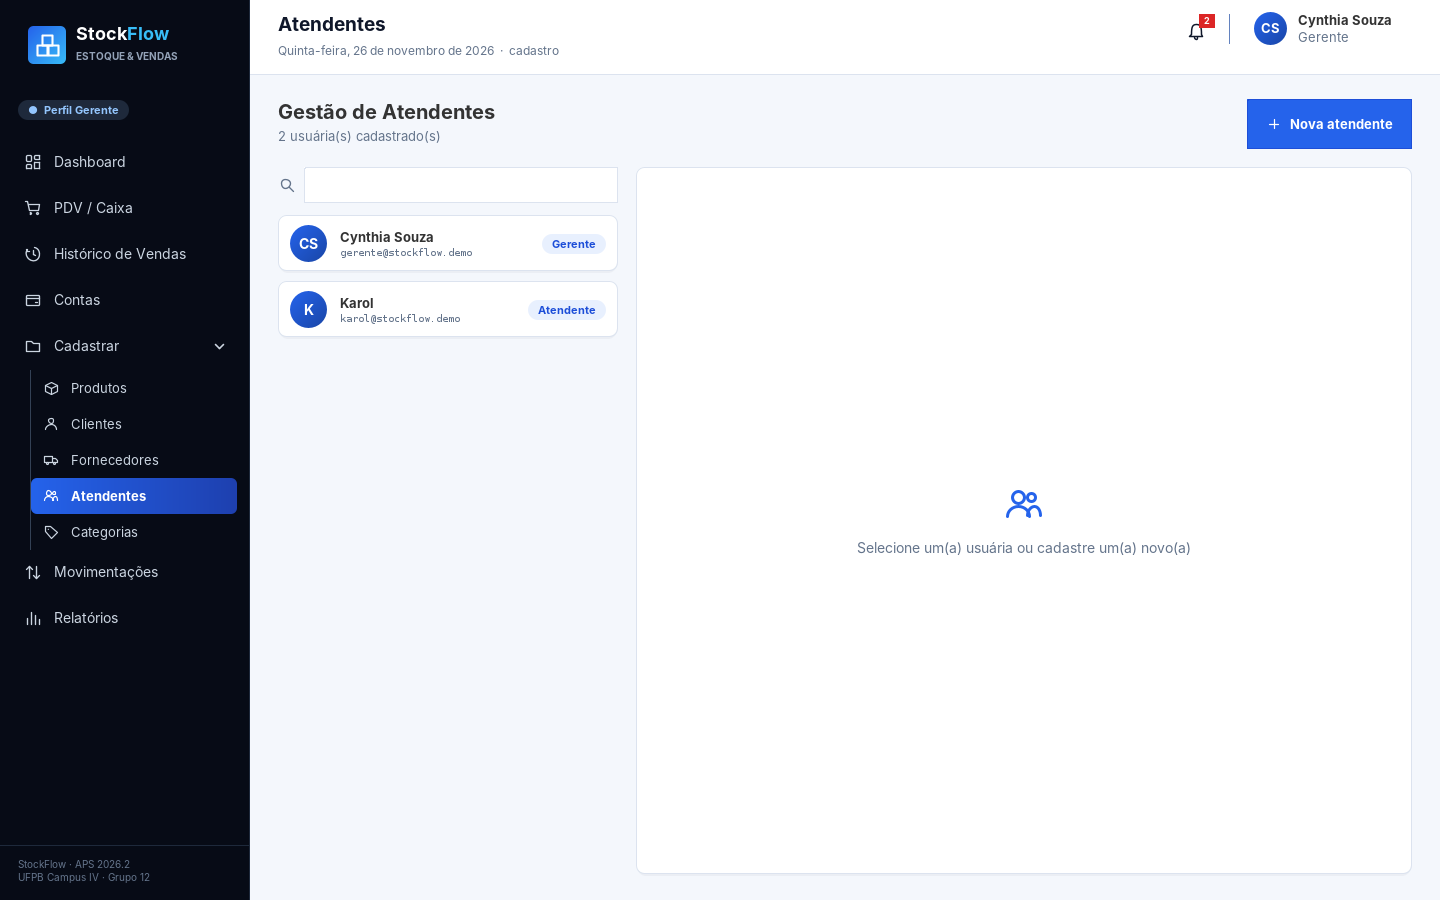 StockFlow
ESTOQUE & VENDAS
Perfil Gerente
Dashboard
PDV / Caixa
Histórico de Vendas
Contas
Cadastrar
Produtos
Clientes
Fornecedores
Atendentes
Categorias
Movimentações
Relatórios
StockFlow · APS 2026.2
UFPB Campus IV · Grupo 12
Atendentes
Quinta-feira, 26 de novembro de 2026 · cadastro
2
CS
Cynthia Souza
Gerente
Gestão de Atendentes
2 usuária(s) cadastrado(s)
+ Nova atendente
CS
Cynthia Souza
gerente@stockflow.demo
Gerente
K
Karol
karol@stockflow.demo
Atendente
Selecione um(a) usuária ou cadastre um(a) novo(a)